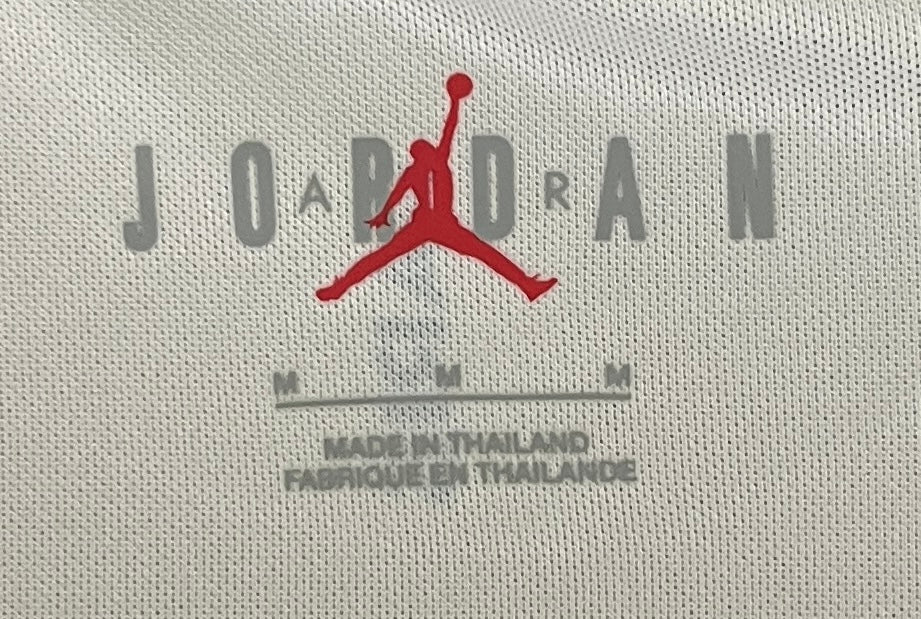 JORDAN
A R
M M M
MADE IN THAILAND
FABRIQUE EN THAILANDE